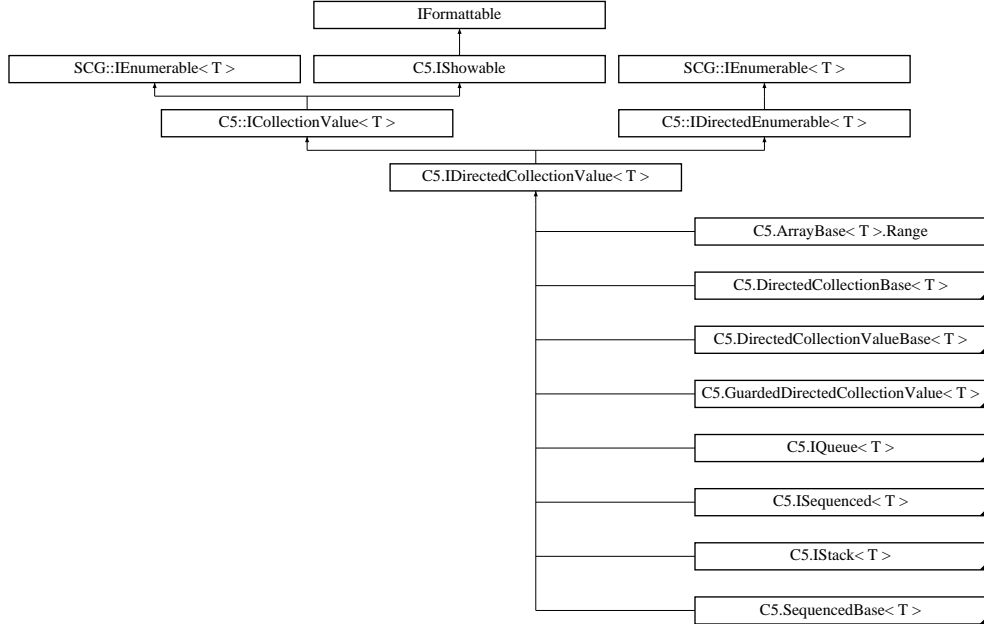 IFormattable
SCG::IEnumerable< T >
C5.IShowable
SCG::IEnumerable< T >
C5::ICollectionValue< T >
C5::IDirectedEnumerable< T >
C5.IDirectedCollectionValue< T >
C5.ArrayBase< T >.Range
C5.DirectedCollectionBase< T >
C5.DirectedCollectionValueBase< T >
C5.GuardedDirectedCollectionValue< T >
C5.IQueue< T >
C5.ISequenced< T >
C5.IStack< T >
C5.SequencedBase< T >